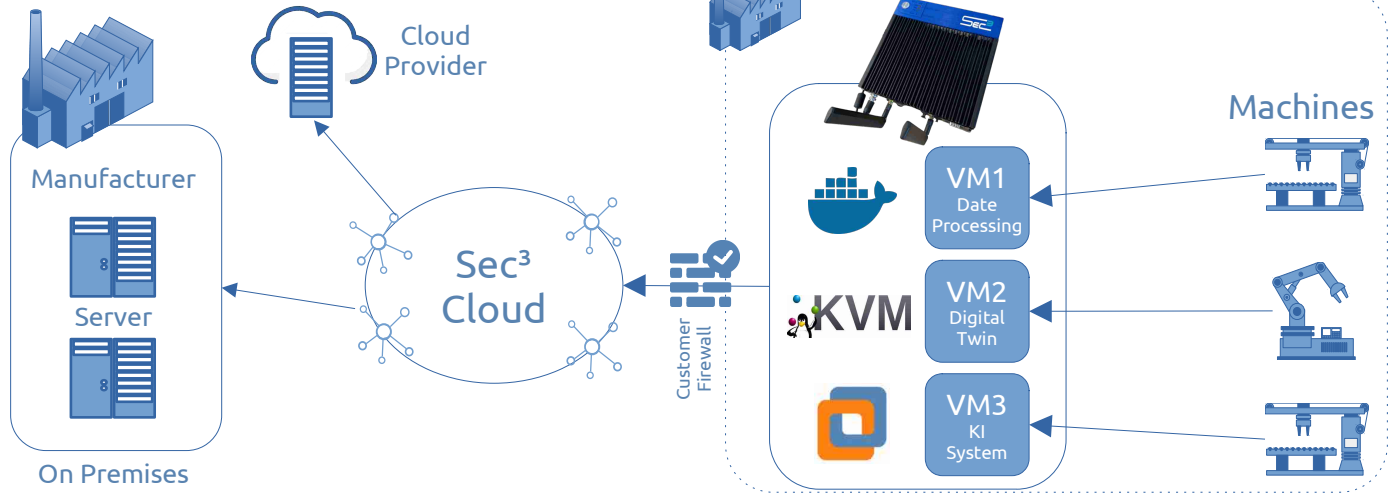 Cloud
Provider
Sec³
Machines
Manufacturer
Server
On Premises
Sec³
Cloud
Customer
Firewall
VM1
Date
Processing
KVM
VM2
Digital
Twin
VM3
KI
System